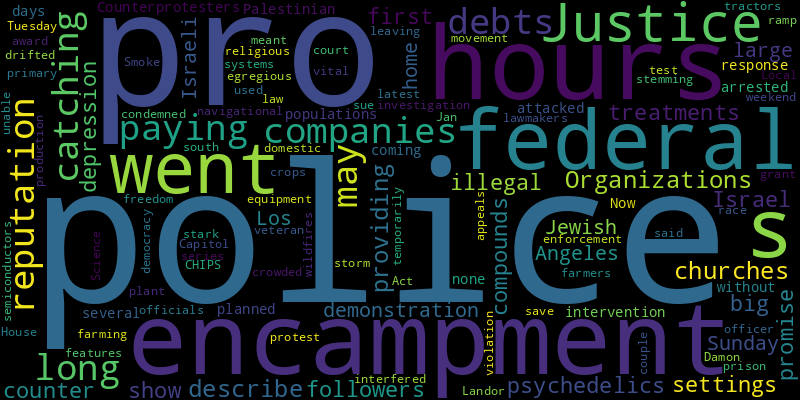 Counterprotesters Palestinian
days
Tuesday
award
drifted
primary
catching
pro
Israeli
Smoke
meant
religious
systems
egregious
used
law
court
vital
leaving
movement
home
first
debts
hours
Justice
tractors
ramp
large
response
test
stemming
arrested
Local
weekend
latest
sue
investigation
Jan
attacked
lawmakers
treatments
condemned
navigational
populations
unable
production
depression
paying
companies
federal
south
domestic
coming
went
crops
may
illegal
Organizations
grant
reputation
freedom
equipment
providing
temporarily
appeals
compounds
Israel
Now
race
s
police
democracy
stark
Capitol
series
CHIPS
Los
veteran
wildfires
Jewish
enforcement
said
Angeles
farmers
Science
crowded
storm
Act
none
churches
without
semiconductors
plant
several
officials
planned
demonstration
save
intervention
big
promise
House
farming
encampment
protest
violation
couple
officer
Sunday
features
long
Damon
prison
counter
show
describe
followers
interfered
Landor
psychedelics
settings